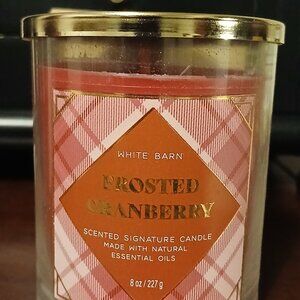 WHITE BARN
FROSTED
CRANBERRY
SCENTED SIGNATURE CANDLE
MADE WITH NATURAL
ESSENTIAL OILS
8 oz / 227 g